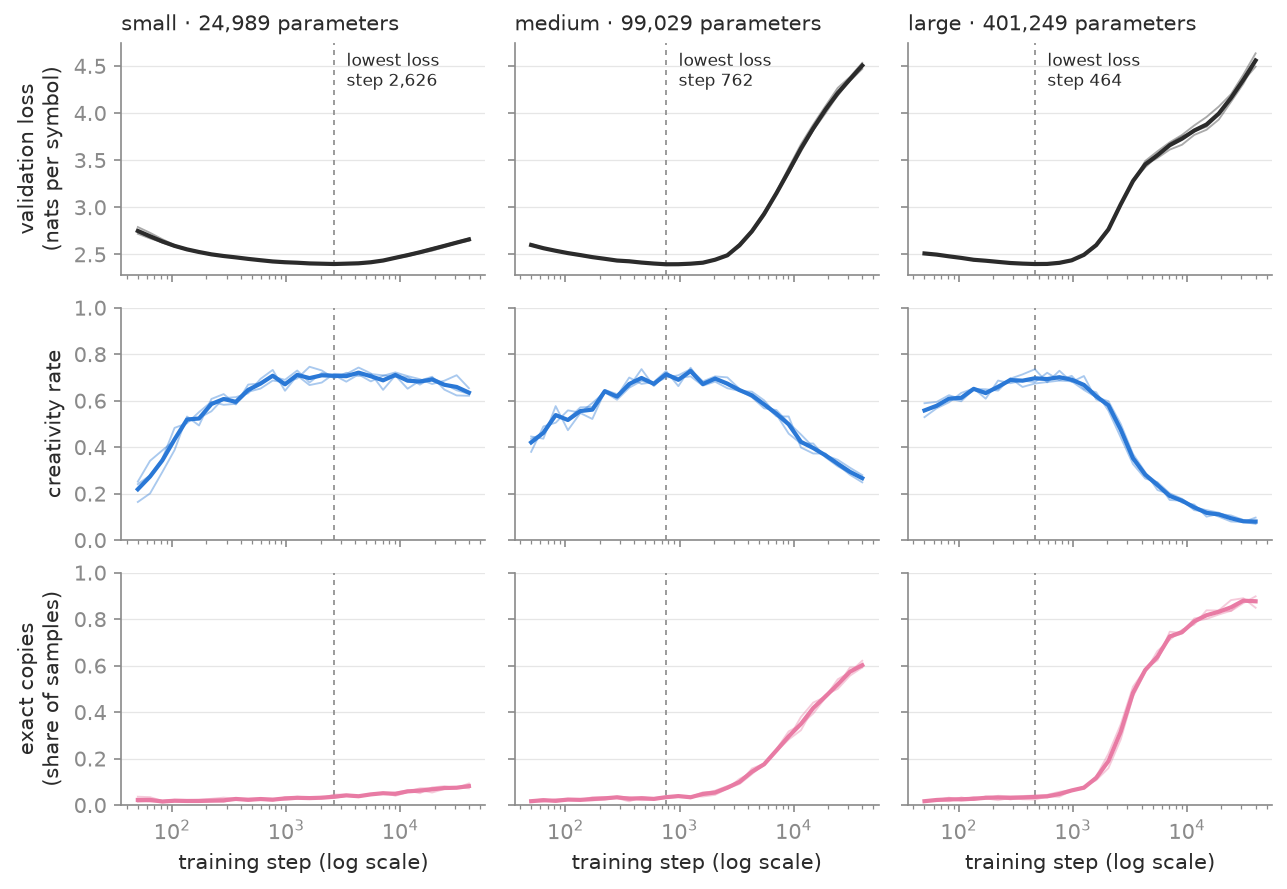 small · 24,989 parameters
medium · 99,029 parameters
large · 401,249 parameters
validation loss
(nats per symbol)
4.5
4.0
3.5
3.0
2.5
lowest loss
step 2,626
lowest loss
step 762
lowest loss
step 464
creativity rate
1.0
0.8
0.6
0.4
0.2
0.0
exact copies
(share of samples)
1.0
0.8
0.6
0.4
0.2
0.0
10² 10³ 10⁴
10² 10³ 10⁴
10² 10³ 10⁴
training step (log scale)
training step (log scale)
training step (log scale)